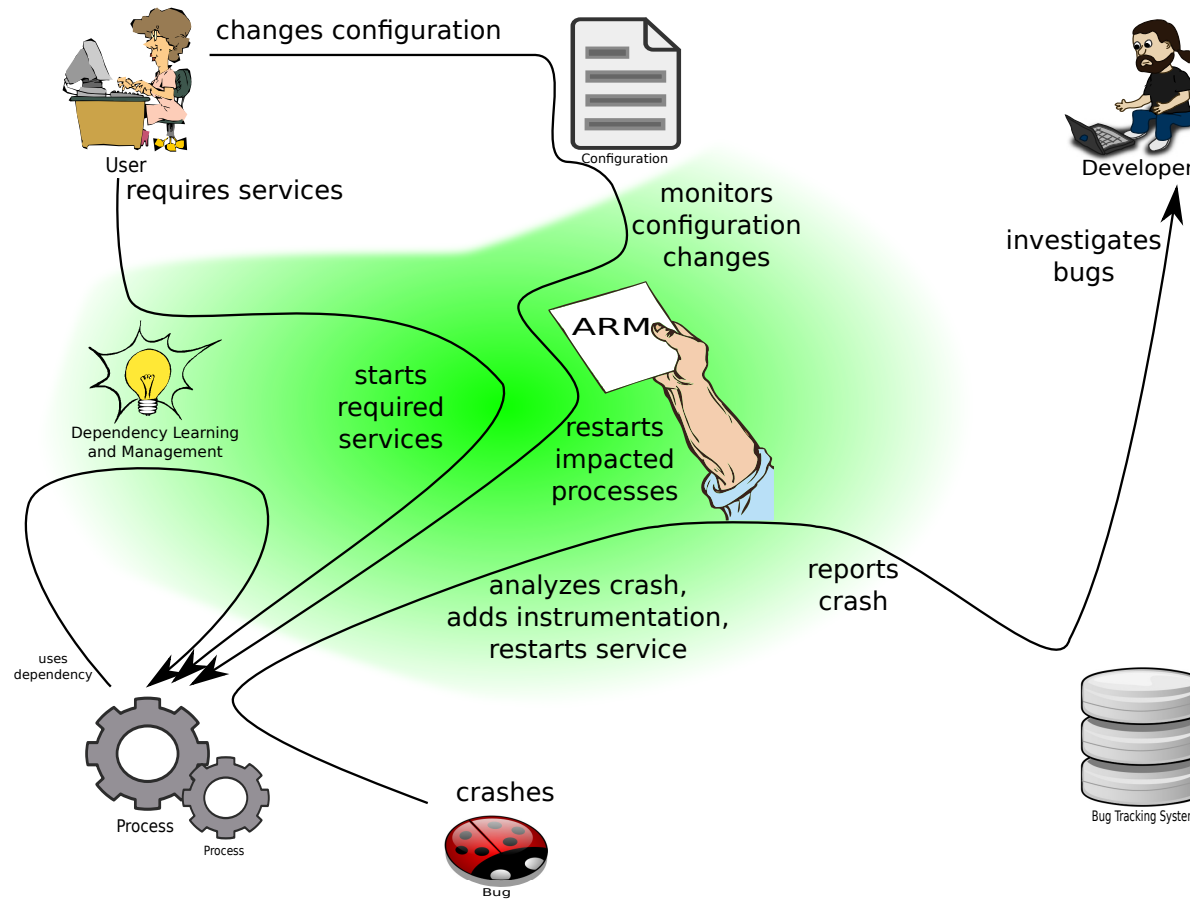 changes configuration
Configuration
User
Developer
requires services
monitors
configuration
changes
investigates
bugs
ARM
starts
required
services
Dependency Learning
and Management
restarts
impacted
processes
analyzes crash,
adds instrumentation,
restarts service
reports
crash
uses
dependency
crashes
Process
Process
Bug
Bug Tracking System